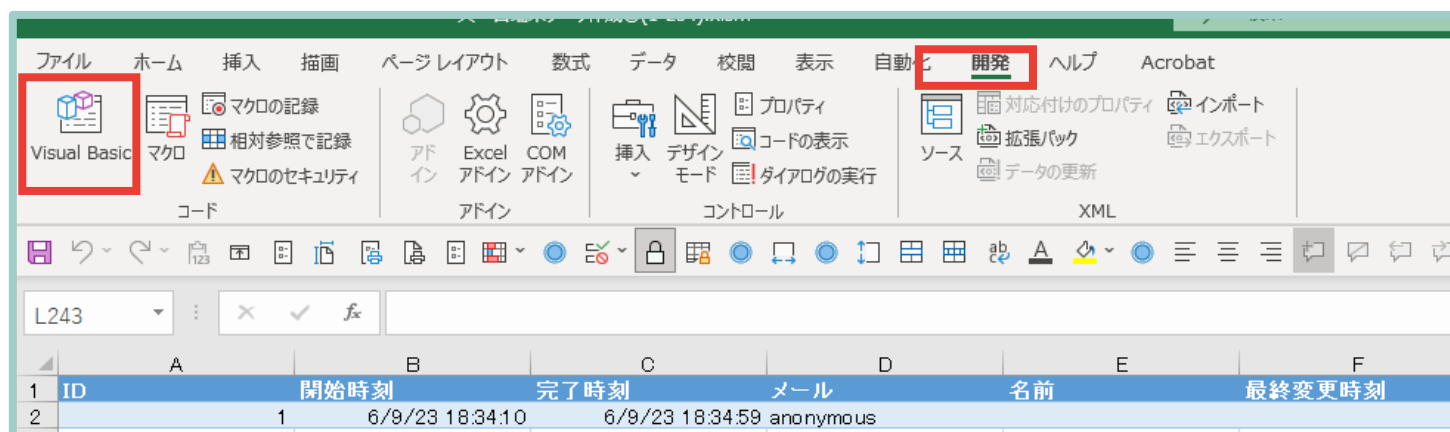 ファイル ホーム 挿入 描画 ページ レイアウト 数式 データ 校閲 表示 自動化 開発 ヘルプ Acrobat
Visual Basic マクロ マクロの記録 相対参照で記録 マクロのセキュリティ
アド イン Excel アドイン COM アドイン
挿入 デザイン モード プロパティ コードの表示 ダイアログの実行
ソース 対応付けのプロパティ 拡張パック データの更新 インポート エクスポート
コード アドイン コントロール XML
L243 fx
A B C D E F
1 ID 開始時刻 完了時刻 メール 名前 最終変更時刻
2 1 6/9/23 18:34:10 6/9/23 18:34:59 anonymous